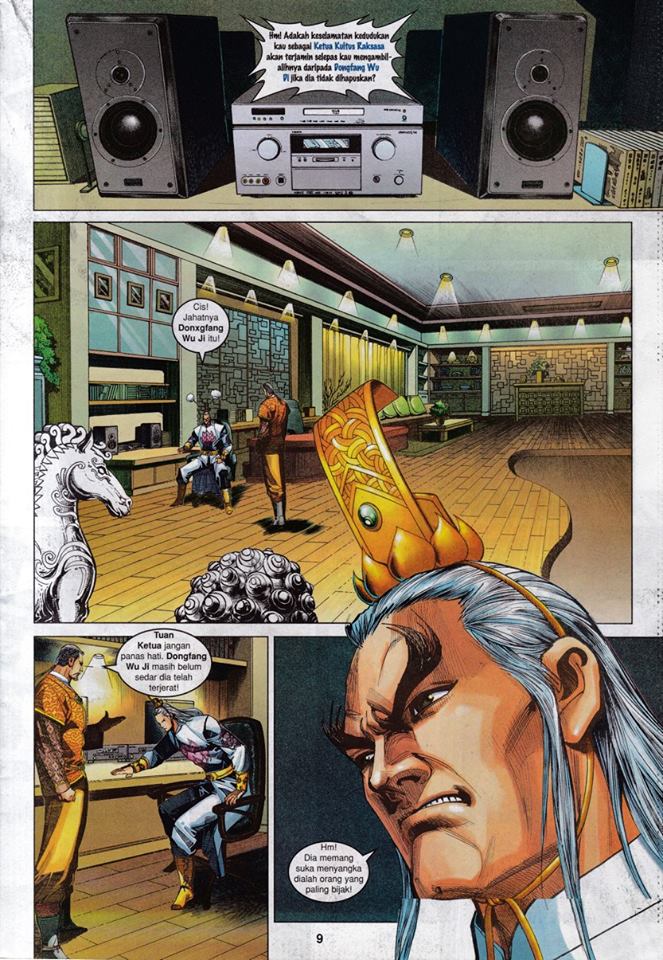 Hm! Adakah keselamatan kedudukan
kau sebagai Ketua Kultus Raksasa
akan terjamin selepas kau mengambil-
alihnya daripada Dongfang Wu
Di jika dia tidak dihapuskan?
Cis!
Jahatnya
Donxgfang
Wu Ji itu!
Tuan
Ketua jangan
panas hati. Dongfang
Wu Ji masih belum
sedar dia telah
terjerat!
Hm!
Dia memang
suka menyangka
dialah orang yang
paling bijak!
9